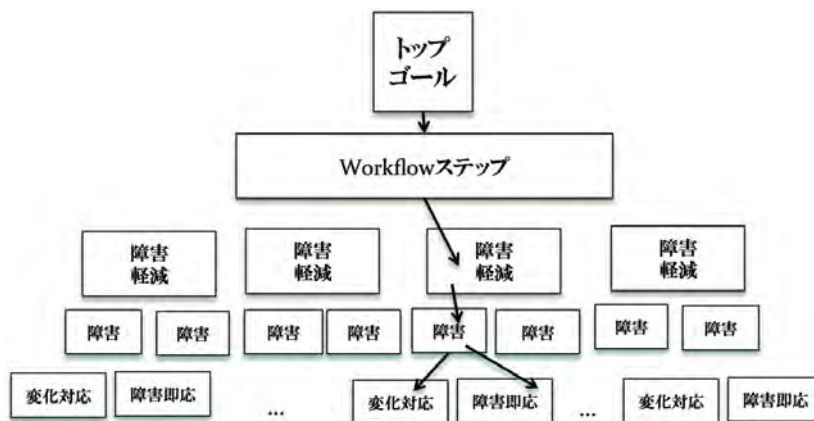 トップ
ゴール
Workflowステップ
障害
軽減
障害
軽減
障害
軽減
障害
軽減
障害 障害 障害 障害 障害 障害 障害 障害
変化対応 障害即応 … 変化対応 障害即応 … 変化対応 障害即応